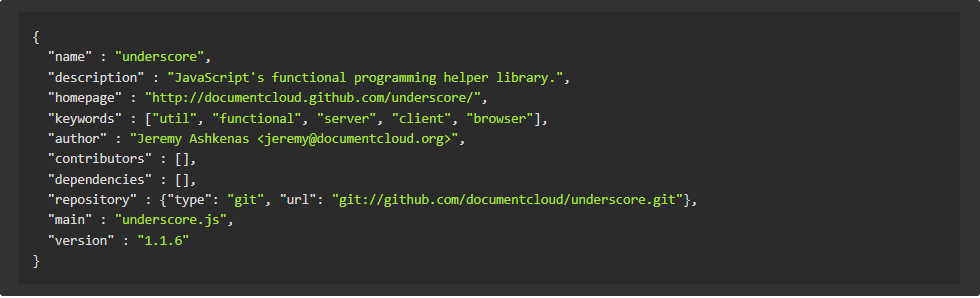 {
  "name" : "underscore",
  "description" : "JavaScript's functional programming helper library.",
  "homepage" : "http://documentcloud.github.com/underscore/",
  "keywords" : ["util", "functional", "server", "client", "browser"],
  "author" : "Jeremy Ashkenas <jeremy@documentcloud.org>",
  "contributors" : [],
  "dependencies" : [],
  "repository" : {"type": "git", "url": "git://github.com/documentcloud/underscore.git"},
  "main" : "underscore.js",
  "version" : "1.1.6"
}